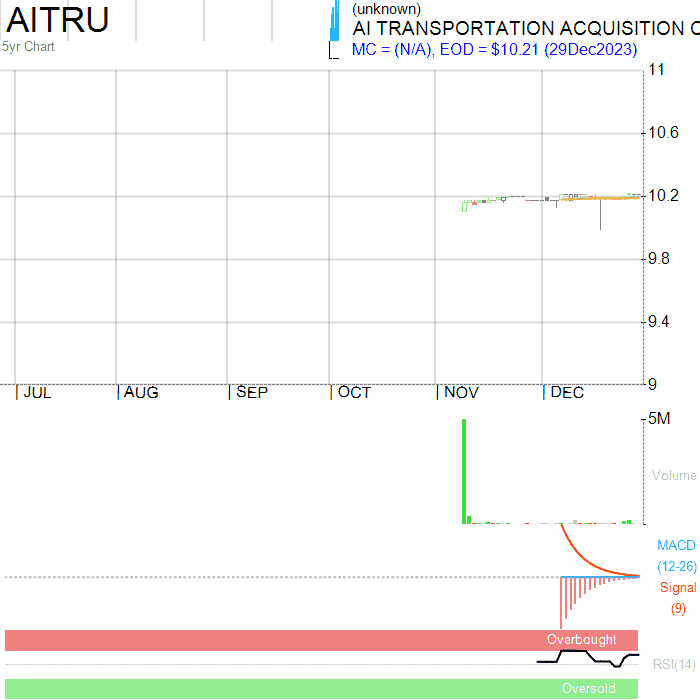 AITRU
(unknown)
AI TRANSPORTATION ACQUISITION C
5yr Chart
MC = (N/A), EOD = $10.21 (29Dec2023)
11
10.6
10.2
9.8
9.4
9
JUL
AUG
SEP
OCT
NOV
DEC
5M
Volume
MACD
(12-26)
Signal
(9)
Overbought
RSI(14)
Oversold